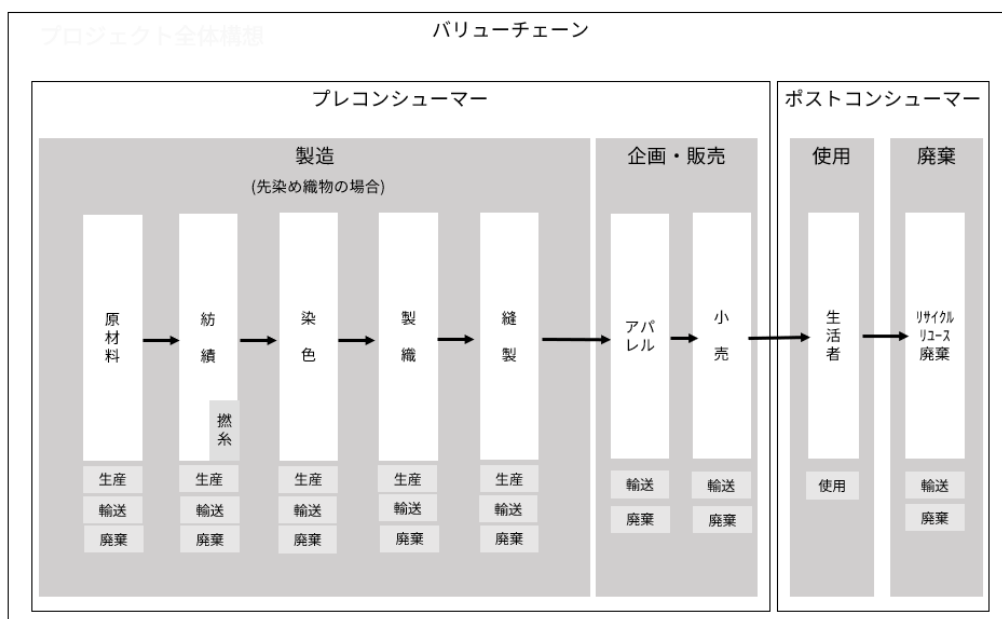 プロジェクト全体構想
バリューチェーン
プレコンシューマー
ポストコンシューマー
製造
(先染め織物の場合)
企画・販売
使用
廃棄
原材料
紡績
撚糸
染色
製織
縫製
アパ
レル
小売
生活者
リサイクル
リユース
廃棄
生産
輸送
廃棄
生産
輸送
廃棄
生産
輸送
廃棄
生産
輸送
廃棄
生産
輸送
廃棄
輸送
廃棄
輸送
廃棄
使用
輸送
廃棄